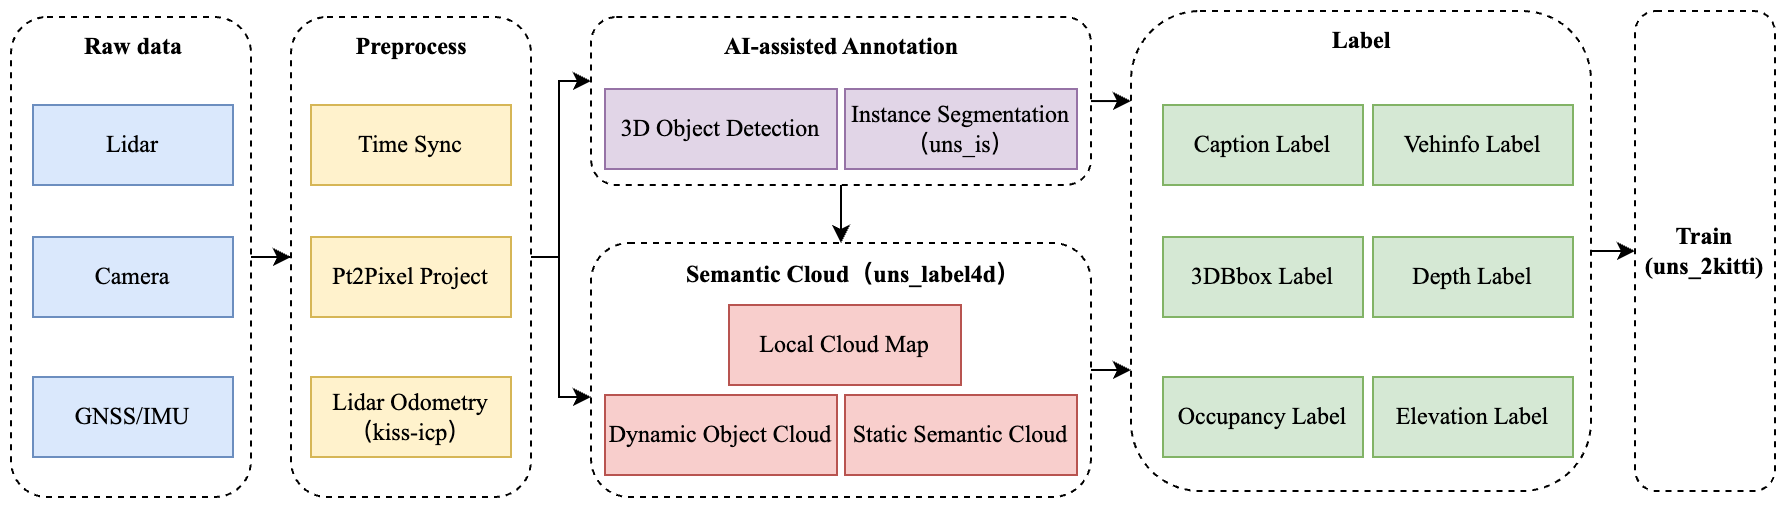 Raw data
Lidar
Camera
GNSS/IMU
Preprocess
Time Sync
Pt2Pixel Project
Lidar Odometry
（kiss-icp）
AI-assisted Annotation
3D Object Detection
Instance Segmentation
（uns_is）
Semantic Cloud（uns_label4d）
Local Cloud Map
Dynamic Object Cloud
Static Semantic Cloud
Label
Caption Label
Vehinfo Label
3DBbox Label
Depth Label
Occupancy Label
Elevation Label
Train
(uns_2kitti)